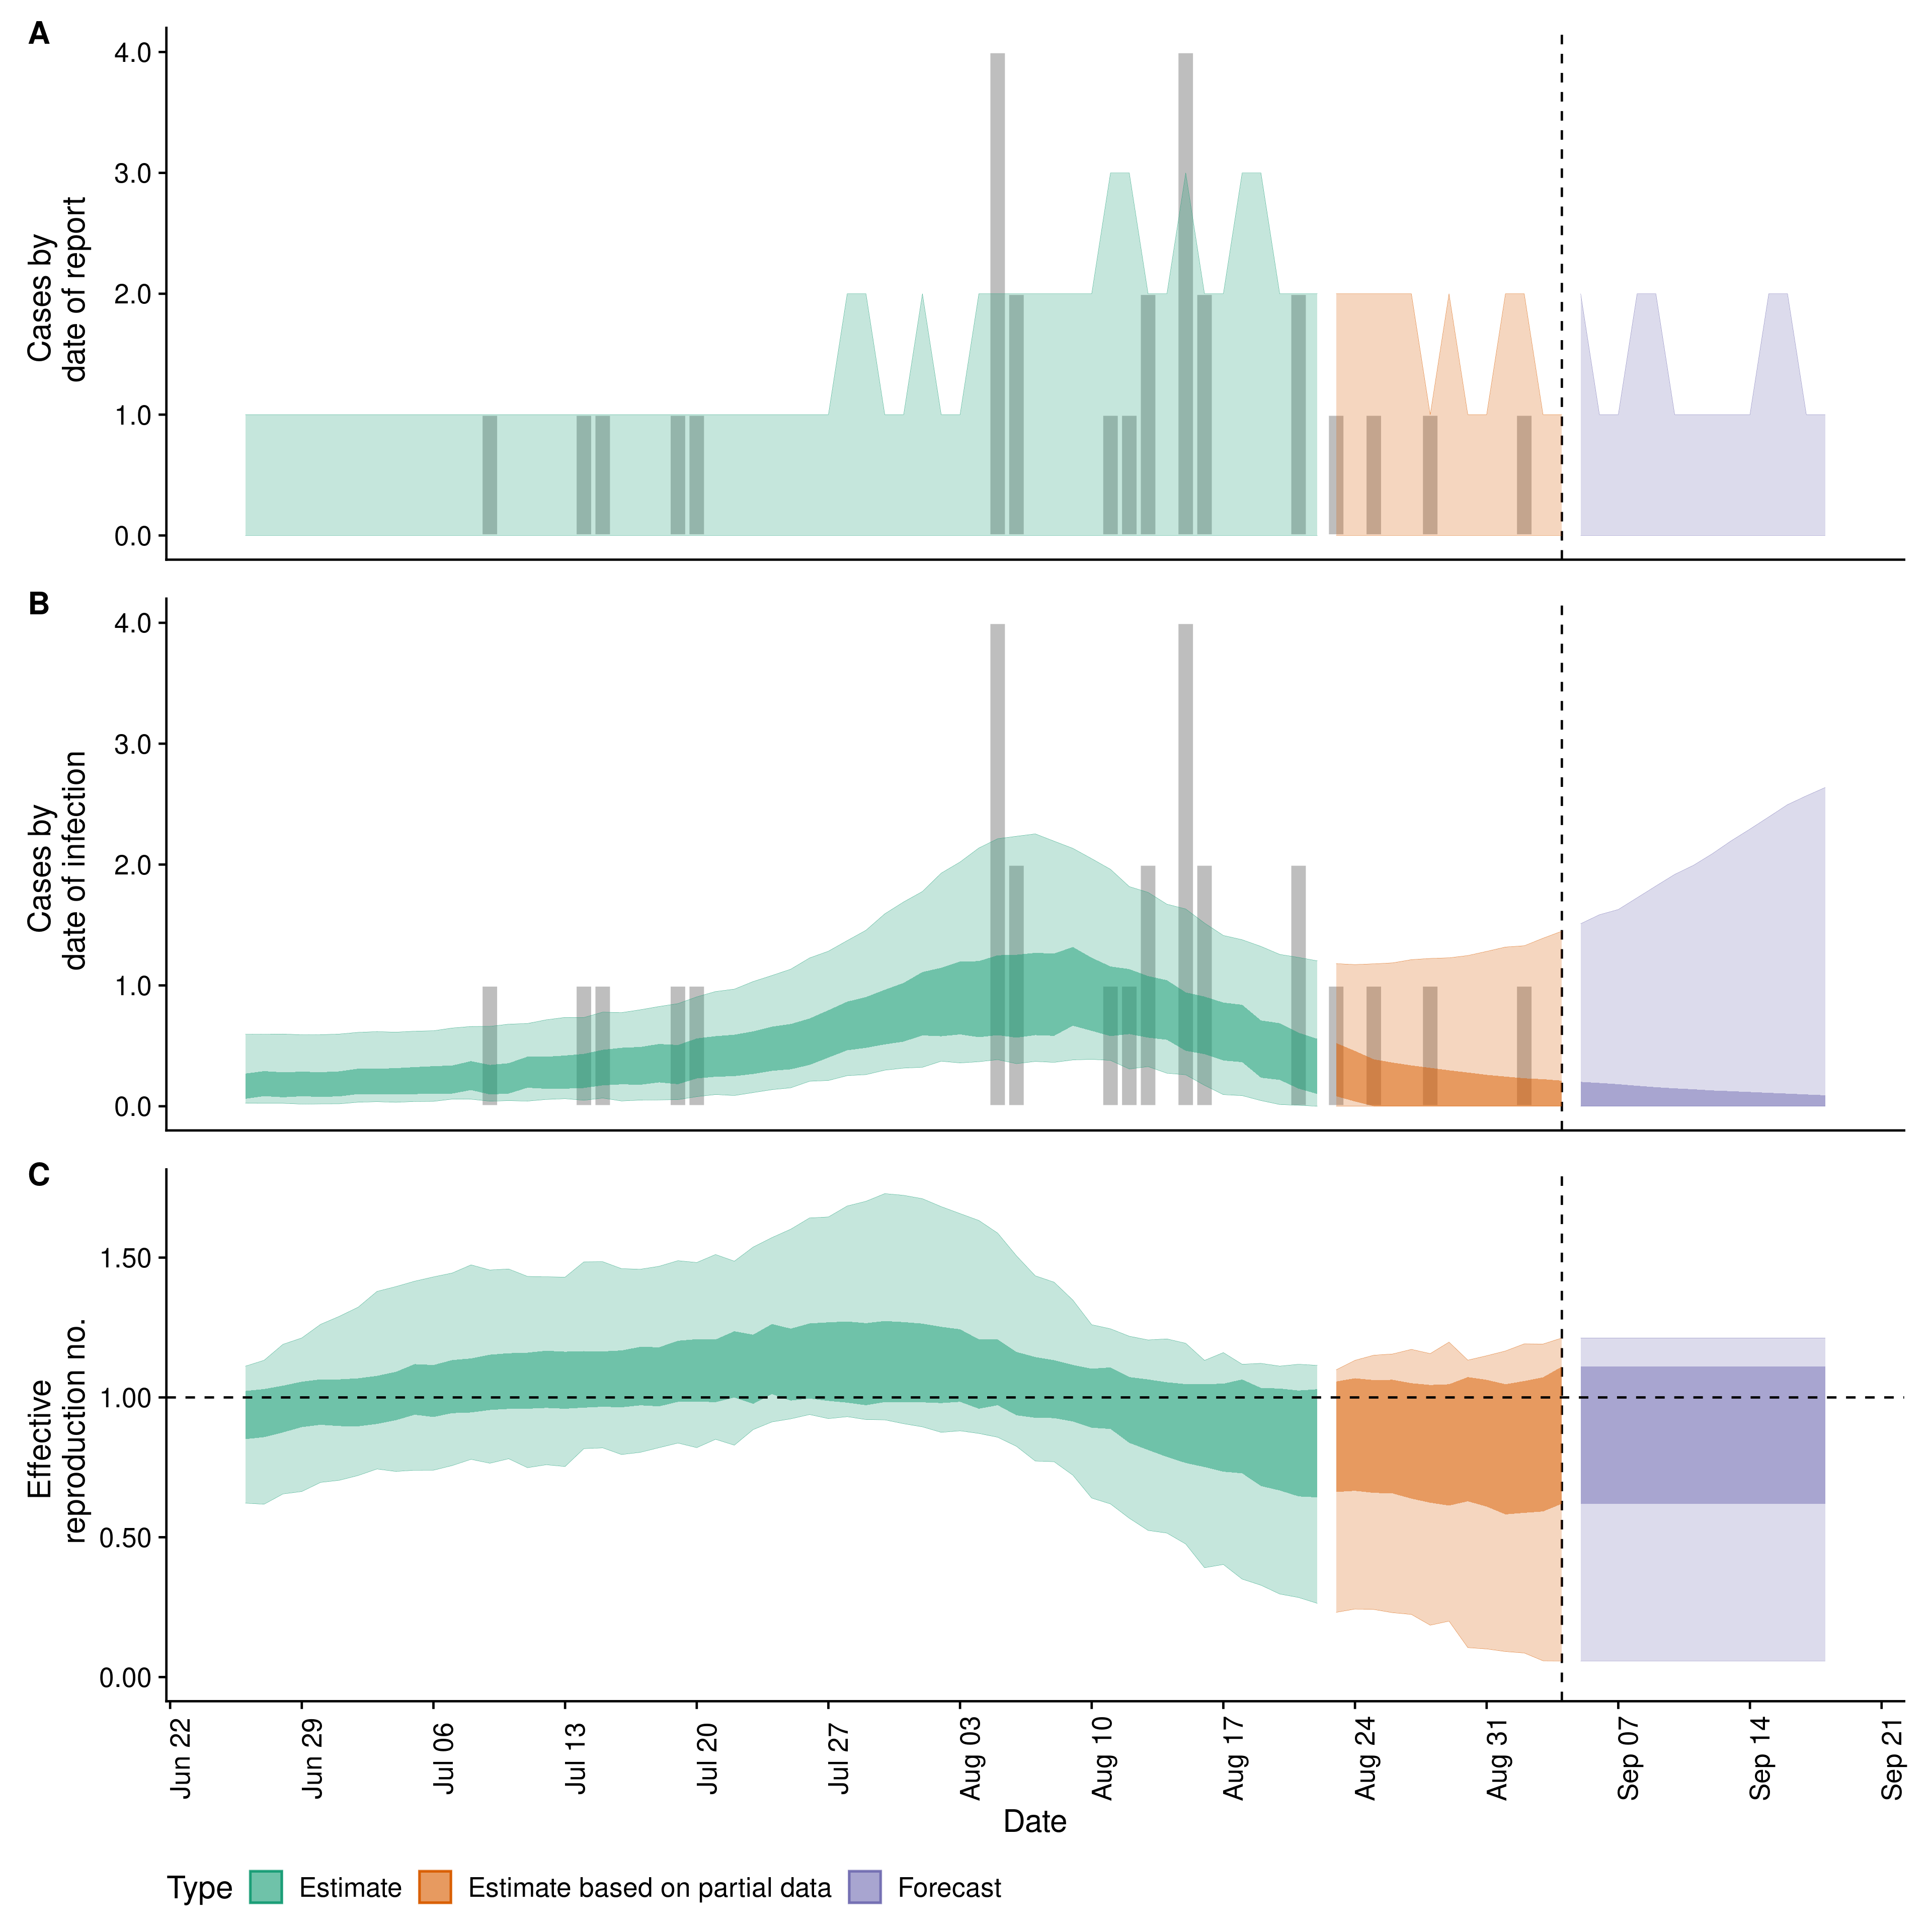 A
Cases by
date of report
4.0
3.0
2.0
1.0
0.0
B
Cases by
date of infection
4.0
3.0
2.0
1.0
0.0
C
Effective
reproduction no.
1.50
1.00
0.50
0.00
Jun 22
Jun 29
Jul 06
Jul 13
Jul 20
Jul 27
Aug 03
Aug 10
Aug 17
Aug 24
Aug 31
Sep 07
Sep 14
Sep 21
Date
Type
Estimate
Estimate based on partial data
Forecast